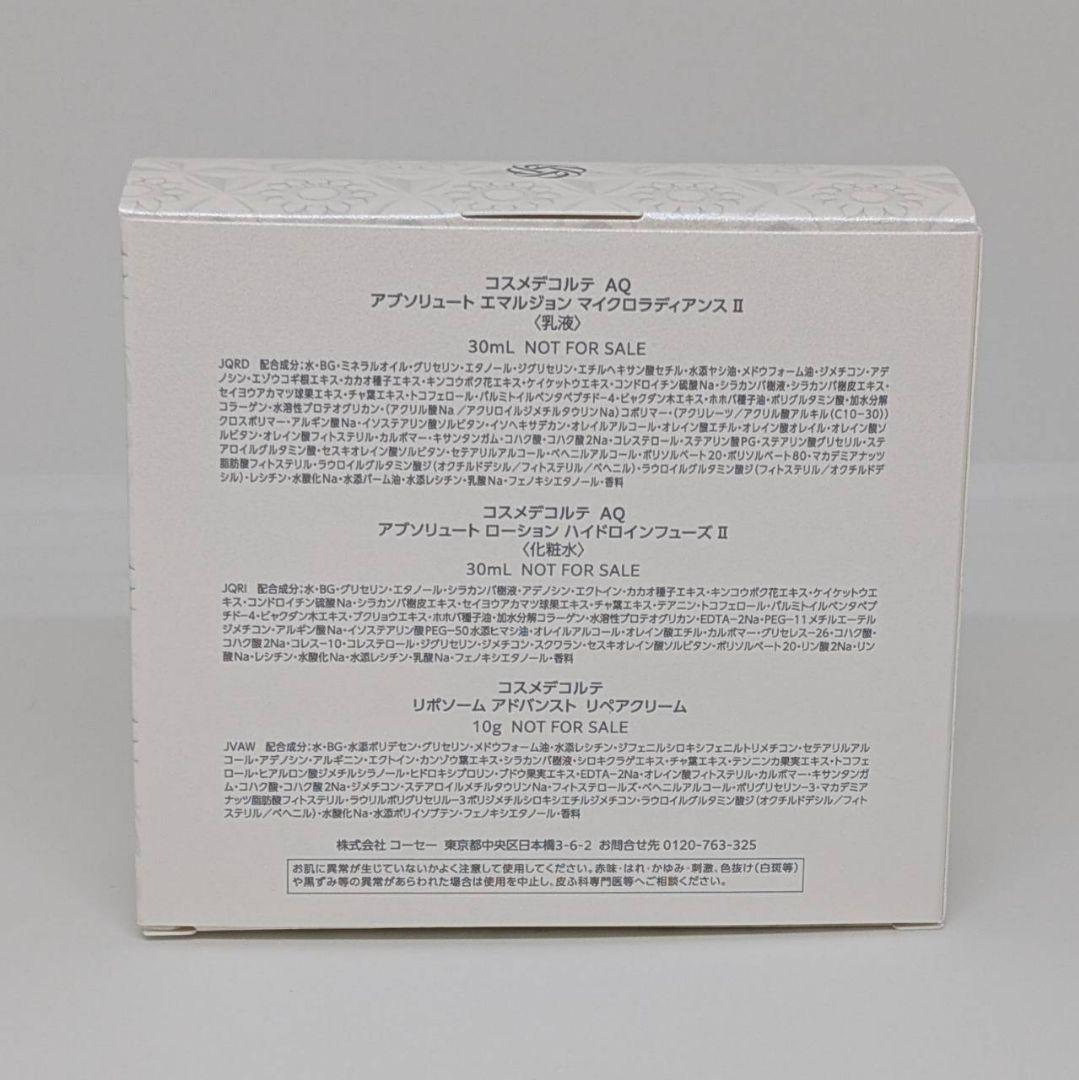 コスメデコルテ AQ
アブソリュート エマルジョン マイクロラディアンス II
〈乳液〉
30mL NOT FOR SALE
JQRD 配合成分：水・BG・ミネラルオイル・グリセリン・エタノール・ジグリセリン・エチルヘキサン酸セチル・水添ヤシ油・メドウフォーム油・ジメチコン・アデ
ノシン・エゾウコギ根エキス・カカオ種子エキス・キンコウボク花エキス・ケイケットウエキス・コンドロイチン硫酸Na・シラカンバ樹液・シラカンバ樹皮エキス・
セイヨウアカマツ球果エキス・チャ葉エキス・トコフェロール・パルミトイルペンタペプチド-4・ビャクダン木エキス・ホホバ種子油・ポリグルタミン酸・加水分解
コラーゲン・水溶性プロテオグリカン・（アクリル酸Na／アクリロイルジメチルタウリンNa）コポリマー・（アクリレーツ／アクリル酸アルキル（C10-30））
クロスポリマー・アルギン酸Na・イソステアリン酸ソルビタン・イソヘキサデカン・オレイルアルコール・オレイン酸エチル・オレイン酸オレイル・オレイン酸ソ
ルビタン・オレイン酸フィトステリル・カルボマー・キサンタンガム・コハク酸・コハク酸2Na・コレステロール・ステアリン酸PG・ステアリン酸グリセリル・ステ
アロイルグルタミン酸・セスキオレイン酸ソルビタン・セテアリルアルコール・ベヘニルアルコール・ポリソルベート20・ポリソルベート80・マカデミアナッツ
脂肪酸フィトステリル・ラウロイルグルタミン酸ジ（オクチルドデシル／フィトステリル／ベヘニル）・ラウロイルグルタミン酸ジ（フィトステリル／オクチルドデ
シル）・レシチン・水酸化Na・水添パーム油・水添レシチン・乳酸Na・フェノキシエタノール・香料
コスメデコルテ AQ
アブソリュート ローション ハイドロインフューズ II
〈化粧水〉
30mL NOT FOR SALE
JQRI 配合成分：水・BG・グリセリン・エタノール・シラカンバ樹液・アデノシン・エクトイン・カカオ種子エキス・キンコウボク花エキス・ケイケットウエ
キス・コンドロイチン硫酸Na・シラカンバ樹皮エキス・セイヨウアカマツ球果エキス・チャ葉エキス・テアニン・トコフェロール・パルミトイルペンタペプ
チド-4・ビャクダン木エキス・ブクリョウエキス・ホホバ種子油・加水分解コラーゲン・水溶性プロテオグリカン・EDTA-2Na・PEG-11メチルエーテル
ジメチコン・アルギン酸Na・イソステアリン酸PEG-50水添ヒマシ油・オレイルアルコール・オレイン酸エチル・カルボマー・グリセレス-26・コハク酸・
コハク酸2Na・コレス-10・コレステロール・ジグリセリン・ジメチコン・スクワラン・セスキオレイン酸ソルビタン・ポリソルベート20・リン酸2Na・リン
酸Na・レシチン・水酸化Na・水添レシチン・乳酸Na・フェノキシエタノール・香料
コスメデコルテ
リポソーム アドバンスト リペアクリーム
10g NOT FOR SALE
JVAW 配合成分：水・BG・水添ポリデセン・グリセリン・メドウフォーム油・水添レシチン・ジフェニルシロキシフェニルトリメチコン・セテアリルアル
コール・アデノシン・アルギニン・エクトイン・カンゾウ葉エキス・シラカンバ樹液・シロキクラゲエキス・チャ葉エキス・テンニンカ果実エキス・トコフェ
ロール・ヒアルロン酸ジメチルシラノール・ヒドロキシプロリン・ブドウ果実エキス・EDTA-2Na・オレイン酸フィトステリル・カルボマー・キサンタンガ
ム・コハク酸・コハク酸2Na・ジメチコン・ステアロイルメチルタウリンNa・フィトステロールズ・ベヘニルアルコール・ポリグリセリン-3・マカデミア
ナッツ脂肪酸フィトステリル・ラウリルポリグリセリル-3ポリジメチルシロキシエチルジメチコン・ラウロイルグルタミン酸ジ（オクチルドデシル／フィト
ステリル／ベヘニル）・水酸化Na・水添ポリイソブテン・フェノキシエタノール・香料
株式会社 コーセー 東京都中央区日本橋3-6-2 お問合せ先 0120-763-325
お肌に異常が生じていないかよく注意して使用してください。赤味・はれ・かゆみ・刺激、色抜け（白斑等）
や黒ずみ等の異常があらわれた場合は使用を中止し、皮ふ科専門医等へご相談ください。